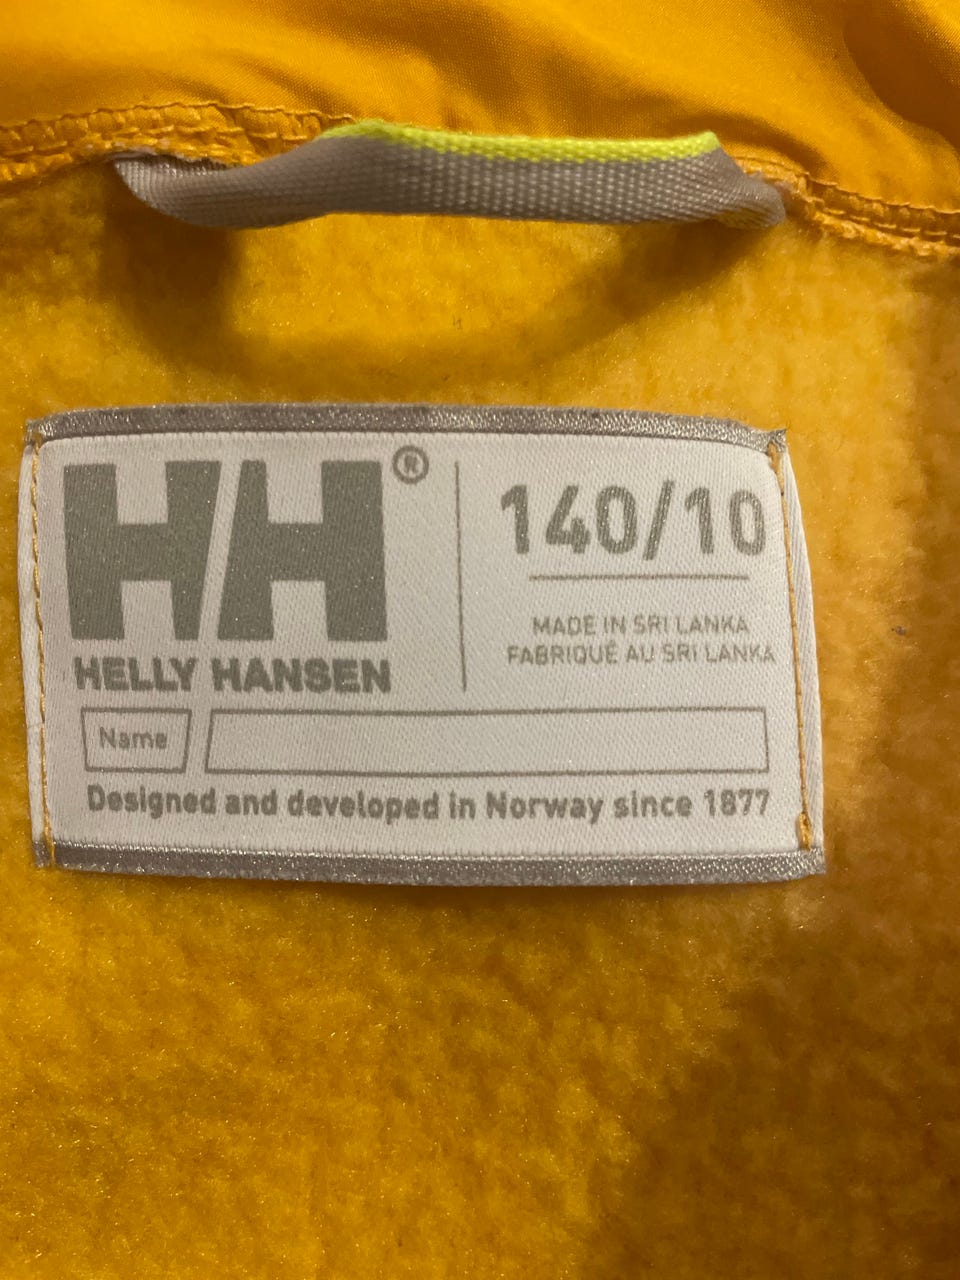 HH®
HELLY HANSEN
140/10
MADE IN SRI LANKA
FABRIQUÉ AU SRI LANKA
Name
Designed and developed in Norway since 1877